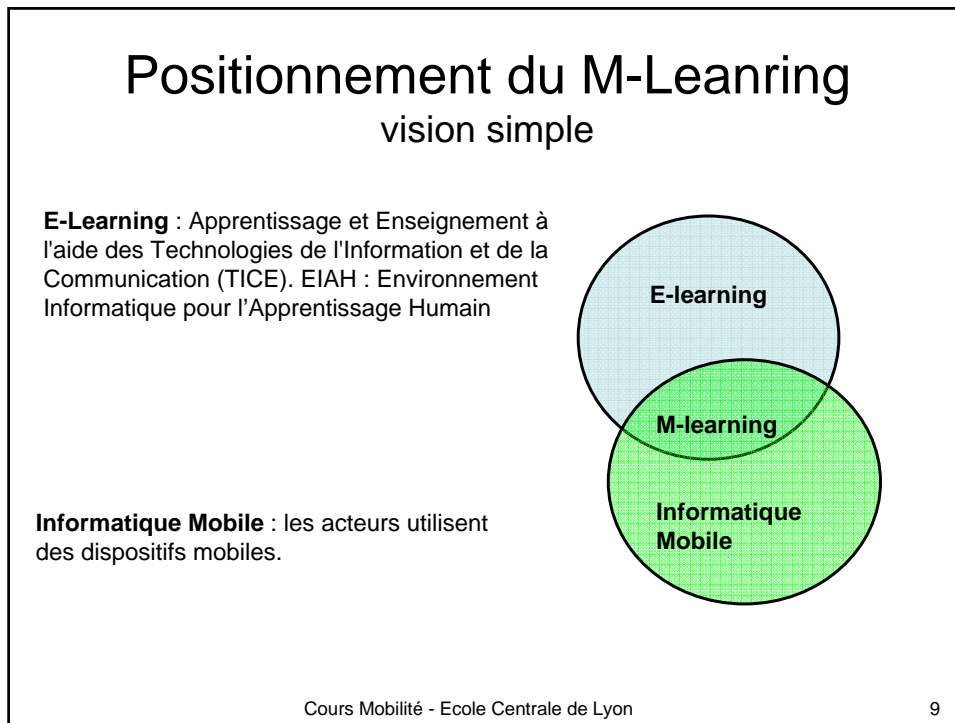 Positionnement du M-Leanring
vision simple
E-Learning : Apprentissage et Enseignement à
l'aide des Technologies de l'Information et de la
Communication (TICE). EIAH : Environnement
Informatique pour l’Apprentissage Humain
E-learning
M-learning
Informatique
Mobile
Informatique Mobile : les acteurs utilisent
des dispositifs mobiles.
Cours Mobilité - Ecole Centrale de Lyon
9